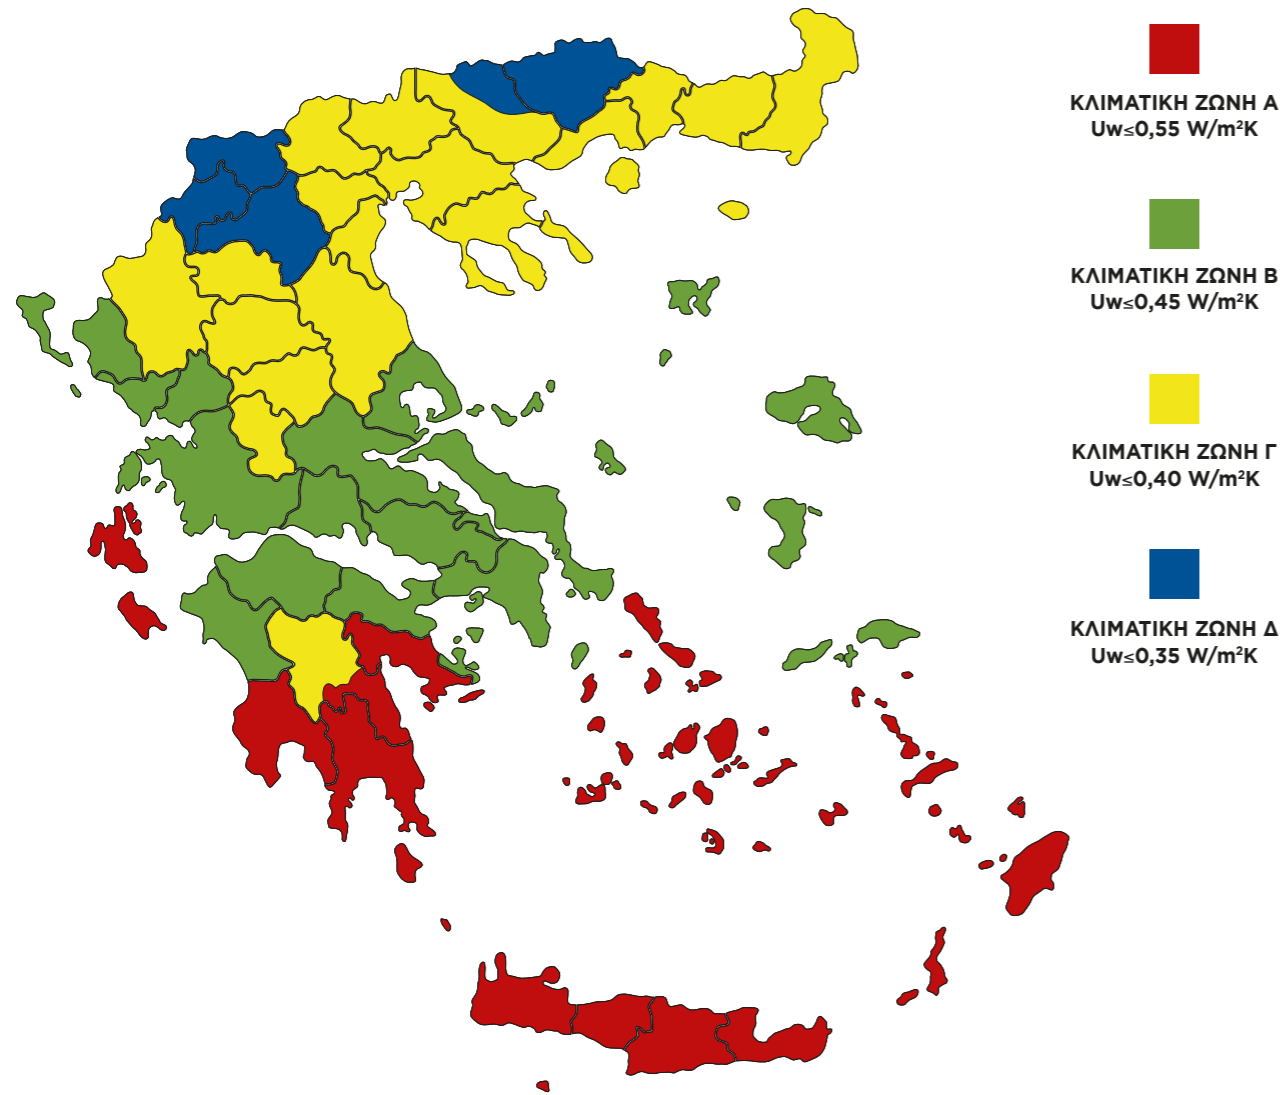 ΚΛΙΜΑΤΙΚΗ ΖΩΝΗ Α
Uw≤0,55 W/m²K
ΚΛΙΜΑΤΙΚΗ ΖΩΝΗ Β
Uw≤0,45 W/m²K
ΚΛΙΜΑΤΙΚΗ ΖΩΝΗ Γ
Uw≤0,40 W/m²K
ΚΛΙΜΑΤΙΚΗ ΖΩΝΗ Δ
Uw≤0,35 W/m²K